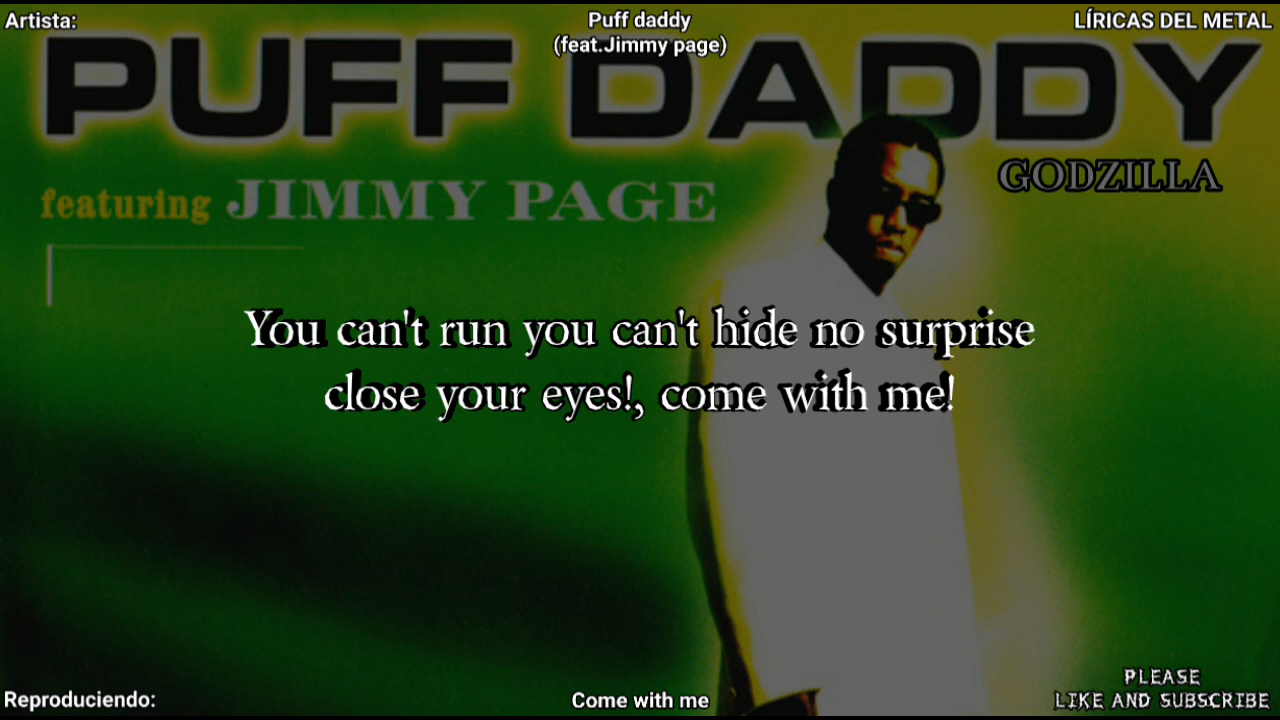 Artista:
Puff daddy
(feat.Jimmy page)
LÍRICAS DEL METAL
PUFF DADDY
featuring JIMMY PAGE
GODZILLA
You can't run you can't hide no surprise
close your eyes!, come with me!
Reproduciendo:
Come with me
PLEASE
LIKE AND SUBSCRIBE